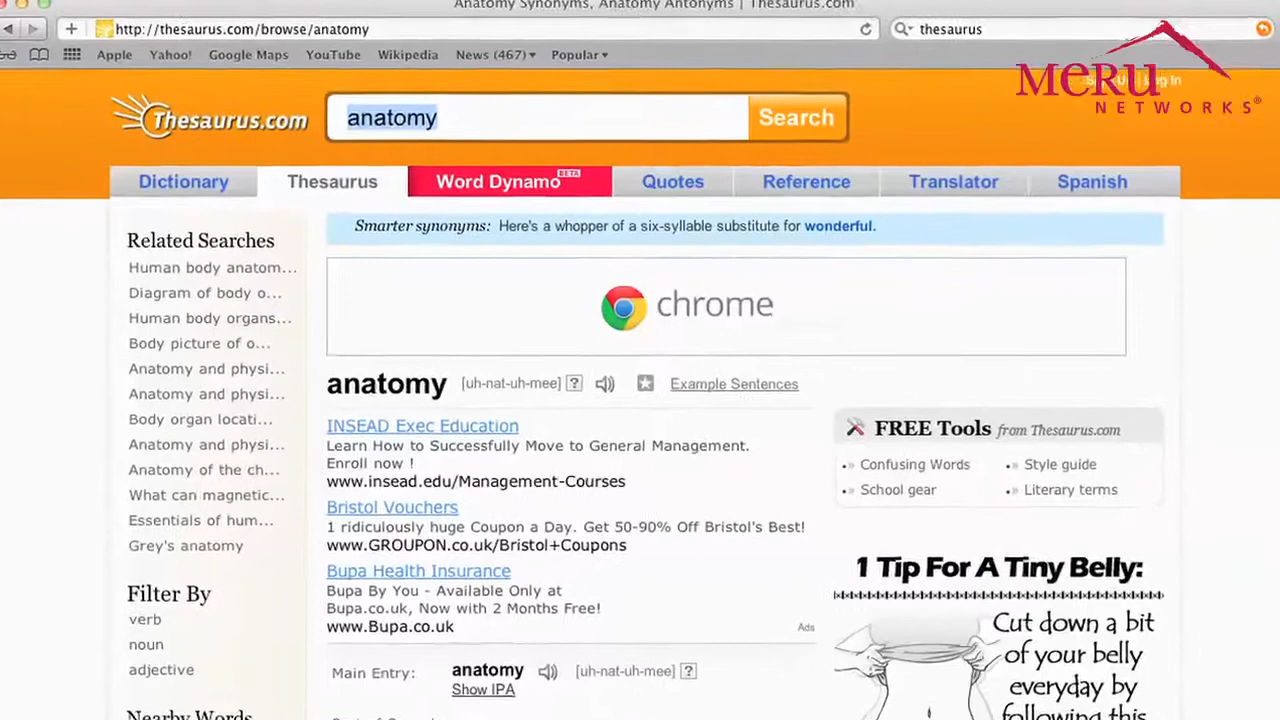 Anatomy Synonyms, Anatomy Antonyms | Thesaurus.com
http://thesaurus.com/browse/anatomy
thesaurus
Apple Yahoo! Google Maps YouTube Wikipedia News (467) Popular
Log In
MeRU
NETWORKS®
Thesaurus.com
anatomy
Search
Dictionary Thesaurus Word Dynamo BETA Quotes Reference Translator Spanish
Related Searches
Human body anatom...
Diagram of body o...
Human body organs...
Body picture of o...
Anatomy and physi...
Anatomy and physi...
Body organ locati...
Anatomy and physi...
Anatomy of the ch...
What can magnetic...
Essentials of hum...
Grey's anatomy
Filter By
verb
noun
adjective
Nearby Words
Smarter synonyms: Here's a whopper of a six-syllable substitute for wonderful.
chrome
anatomy [uh-nat-uh-mee] ? Example Sentences
INSEAD Exec Education
Learn How to Successfully Move to General Management.
Enroll now !
www.insead.edu/Management-Courses
Bristol Vouchers
1 ridiculously huge Coupon a Day. Get 50-90% Off Bristol's Best!
www.GROUPON.co.uk/Bristol+Coupons
Bupa Health Insurance
Bupa By You - Available Only at
Bupa.co.uk, Now with 2 Months Free!
www.Bupa.co.uk
Ads
Main Entry: anatomy [uh-nat-uh-mee] ?
Show IPA
FREE Tools from Thesaurus.com
Confusing Words
Style guide
School gear
Literary terms
1 Tip For A Tiny Belly:
Cut down a bit
of your belly
everyday by
following this